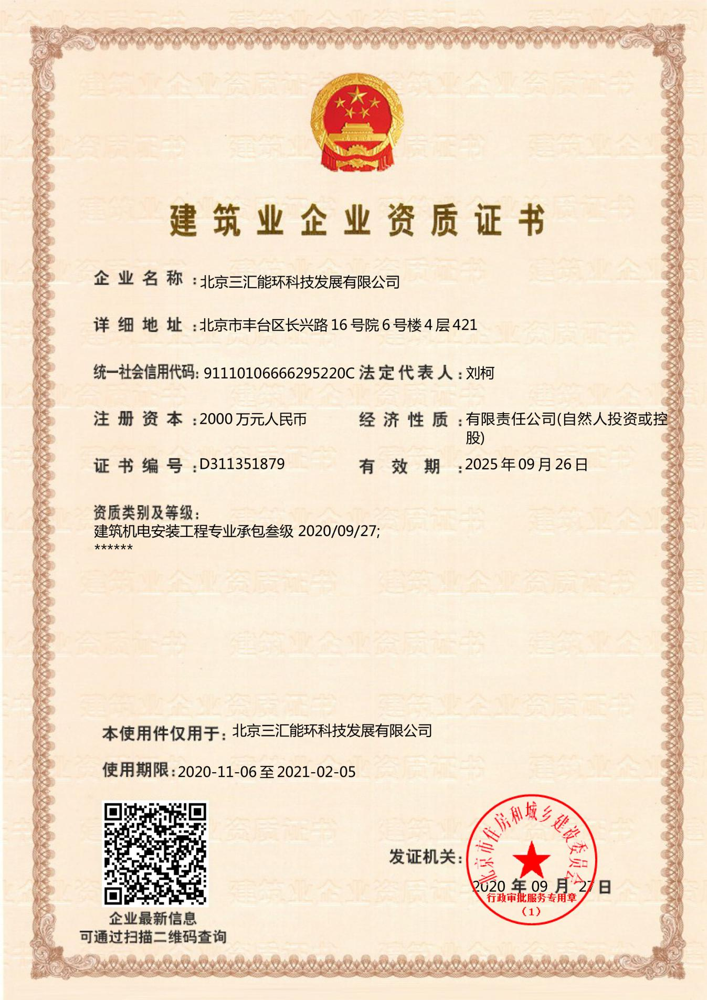 建筑业企业资质证书
企业名称:北京三汇能环科技发展有限公司
详细地址:北京市丰台区长兴路16号院6号楼4层421
统一社会信用代码:91110106666295220C 法定代表人:刘柯
注册资本:2000万元人民币 经济性质:有限责任公司(自然人投资或控
股)
证书编号:D311351879 有效期:2025年09月26日
资质类别及等级:
建筑机电安装工程专业承包叁级 2020/09/27;
******
本使用件仅用于:北京三汇能环科技发展有限公司
使用期限:2020-11-06至2021-02-05
北京市住房和城乡建设委员会
发证机关:
2020 年 09 月 27 日
行政审批服务专用章
(1)
企业最新信息
可通过扫描二维码查询